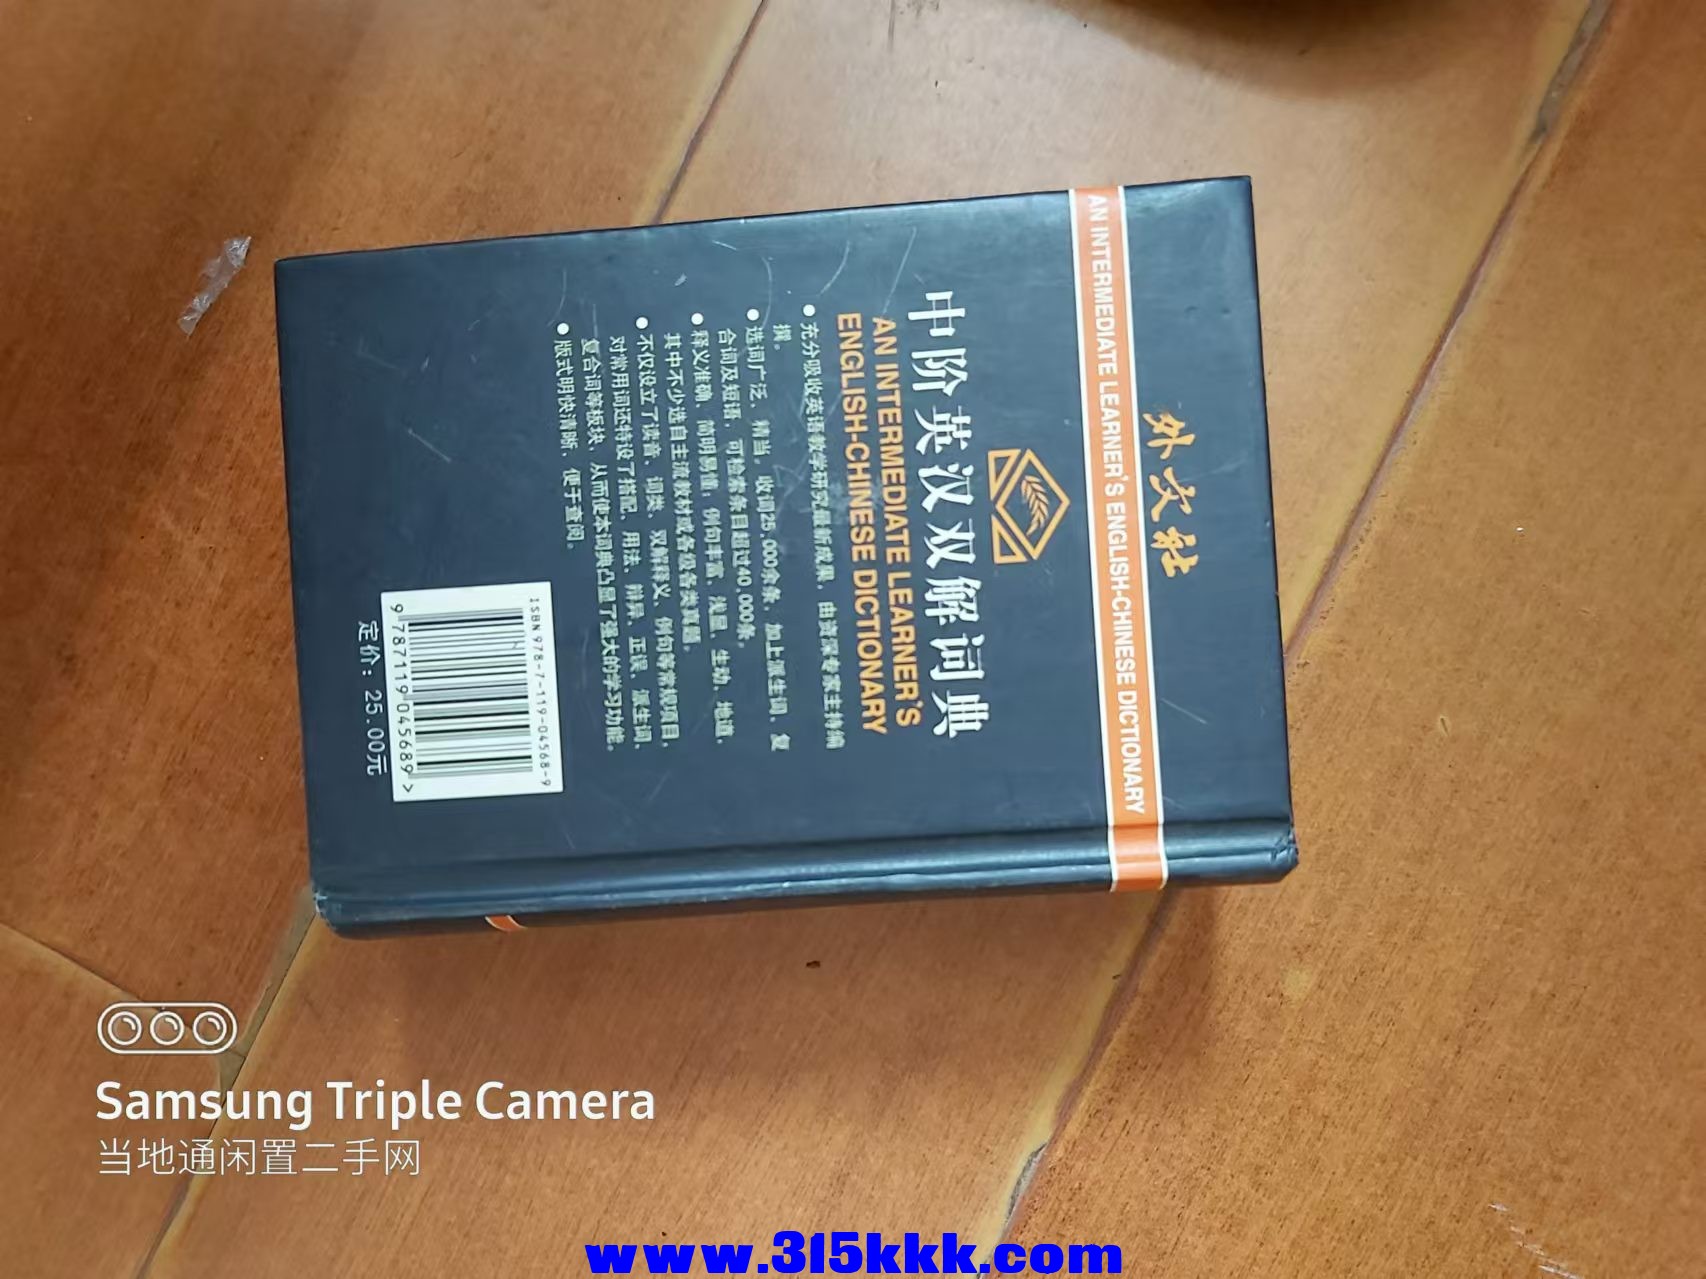 外文社
AN INTERMEDIATE LEARNER'S ENGLISH-CHINESE DICTIONARY
中阶英汉双解词典
AN INTERMEDIATE LEARNER'S
ENGLISH-CHINESE DICTIONARY
●充分吸收英语教学研究最新成果，由资深专家主持编
撰。
●选词广泛、精当，收词25,000余条，加上派生词、复
合词及短语，可检索条目超过40,000条。
●释义准确、简明易懂；例句丰富，浅显、生动、地道，
其中不少选自主流教材或各级各类真题。
●不仅设立了读音、词类、双解释义、例句等常规项目，
对常用词还特设了搭配、用法、辩异、正误、派生词、
复合词等板块，从而使本词典凸显了强大的学习功能。
●版式明快清晰，便于查阅。
ISBN 978-7-119-04568-9
9 787119 045689 >
定价：25.00元
Samsung Triple Camera
当地通闲置二手网
www.315kkk.com